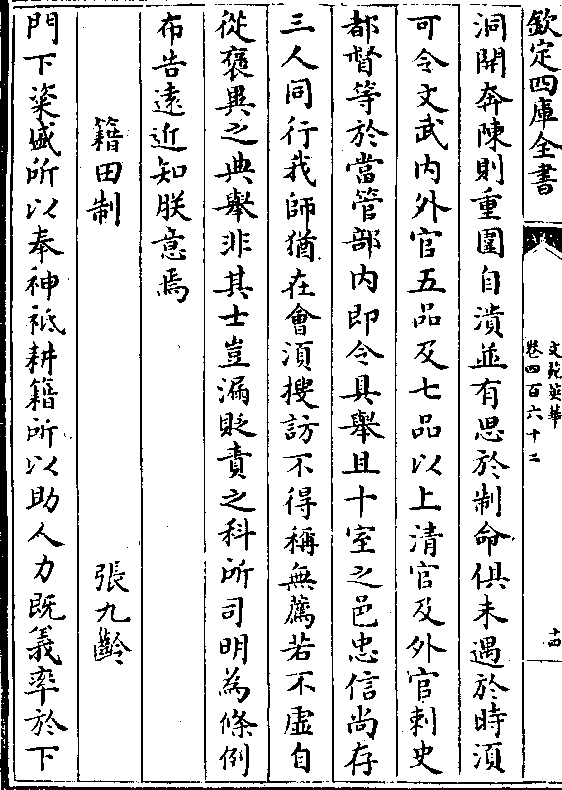 欽定四庫全書
文苑英華
卷四百六十二
十四
洞開奔陳則重圍自潰並有思於制命俱未遇於時湏
可令文武内外官五品及七品以上清官及外官刺史
都督等於當管部内即令具舉且十室之邑忠信尚存
三人同行我師猶在會湏搜訪不得稱無薦若不虚自
從褒異之典舉非其士豈漏貶責之科所司明為條例
布告逺近知朕意焉
籍田制
張九齡
門下粢盛所以奉神祗耕籍所以助人力既義率於下